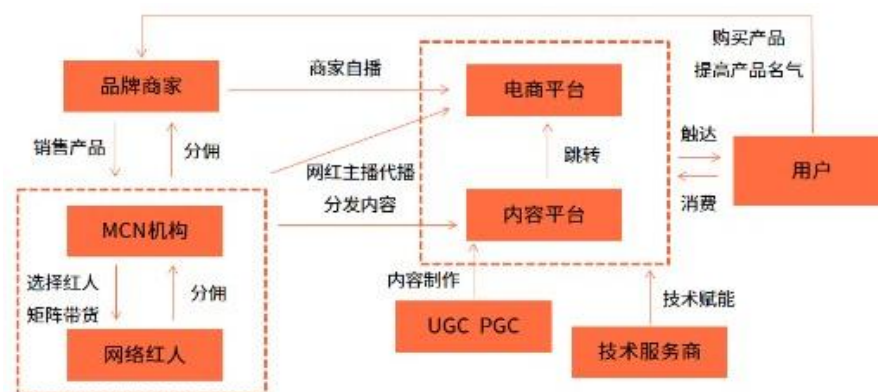 购买产品
提高产品名气
品牌商家
商家自播
电商平台
销售产品
分佣
触达
网红主播代播
分发内容
跳转
用户
MCN机构
内容平台
消费
选择红人
矩阵带货
分佣
内容制作
技术赋能
网络红人
UGC PGC
技术服务商